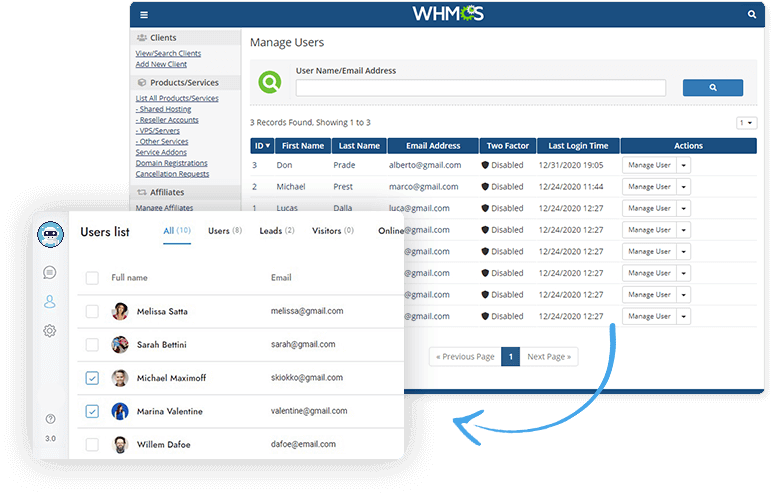 WHMCS
Clients
View/Search Clients
Add New Client
Products/Services
List All Products/Services
- Shared Hosting
- Reseller Accounts
- VPS/Servers
- Other Services
Service Addons
Domain Registrations
Cancellation Requests
Affiliates
Manage Affiliates
Manage Users
User Name/Email Address
3 Records Found, Showing 1 to 3
1
ID First Name Last Name Email Address Two Factor Last Login Time Actions
3 Don Prade alberto@gmail.com Disabled 12/31/2020 19:05 Manage User
2 Michael Prest marco@gmail.com Disabled 12/24/2020 11:44 Manage User
1 Lucas Dalla luca@gmail.com Disabled 12/24/2020 12:27 Manage User
@gmail.com Disabled 12/24/2020 12:27 Manage User
@gmail.com Disabled 12/24/2020 12:27 Manage User
@gmail.com Disabled 12/24/2020 12:27 Manage User
@gmail.com Disabled 12/24/2020 12:27 Manage User
@gmail.com Disabled 12/24/2020 12:27 Manage User
« Previous Page 1 Next Page »
Users list All (10) Users (8) Leads (2) Visitors (0) Online
Full name Email
Melissa Satta melissa@gmail.com
Sarah Bettini sarah@gmail.com
Michael Maximoff skiokko@gmail.com
Marina Valentine valentine@gmail.com
Willem Dafoe dafoe@email.com
3.0